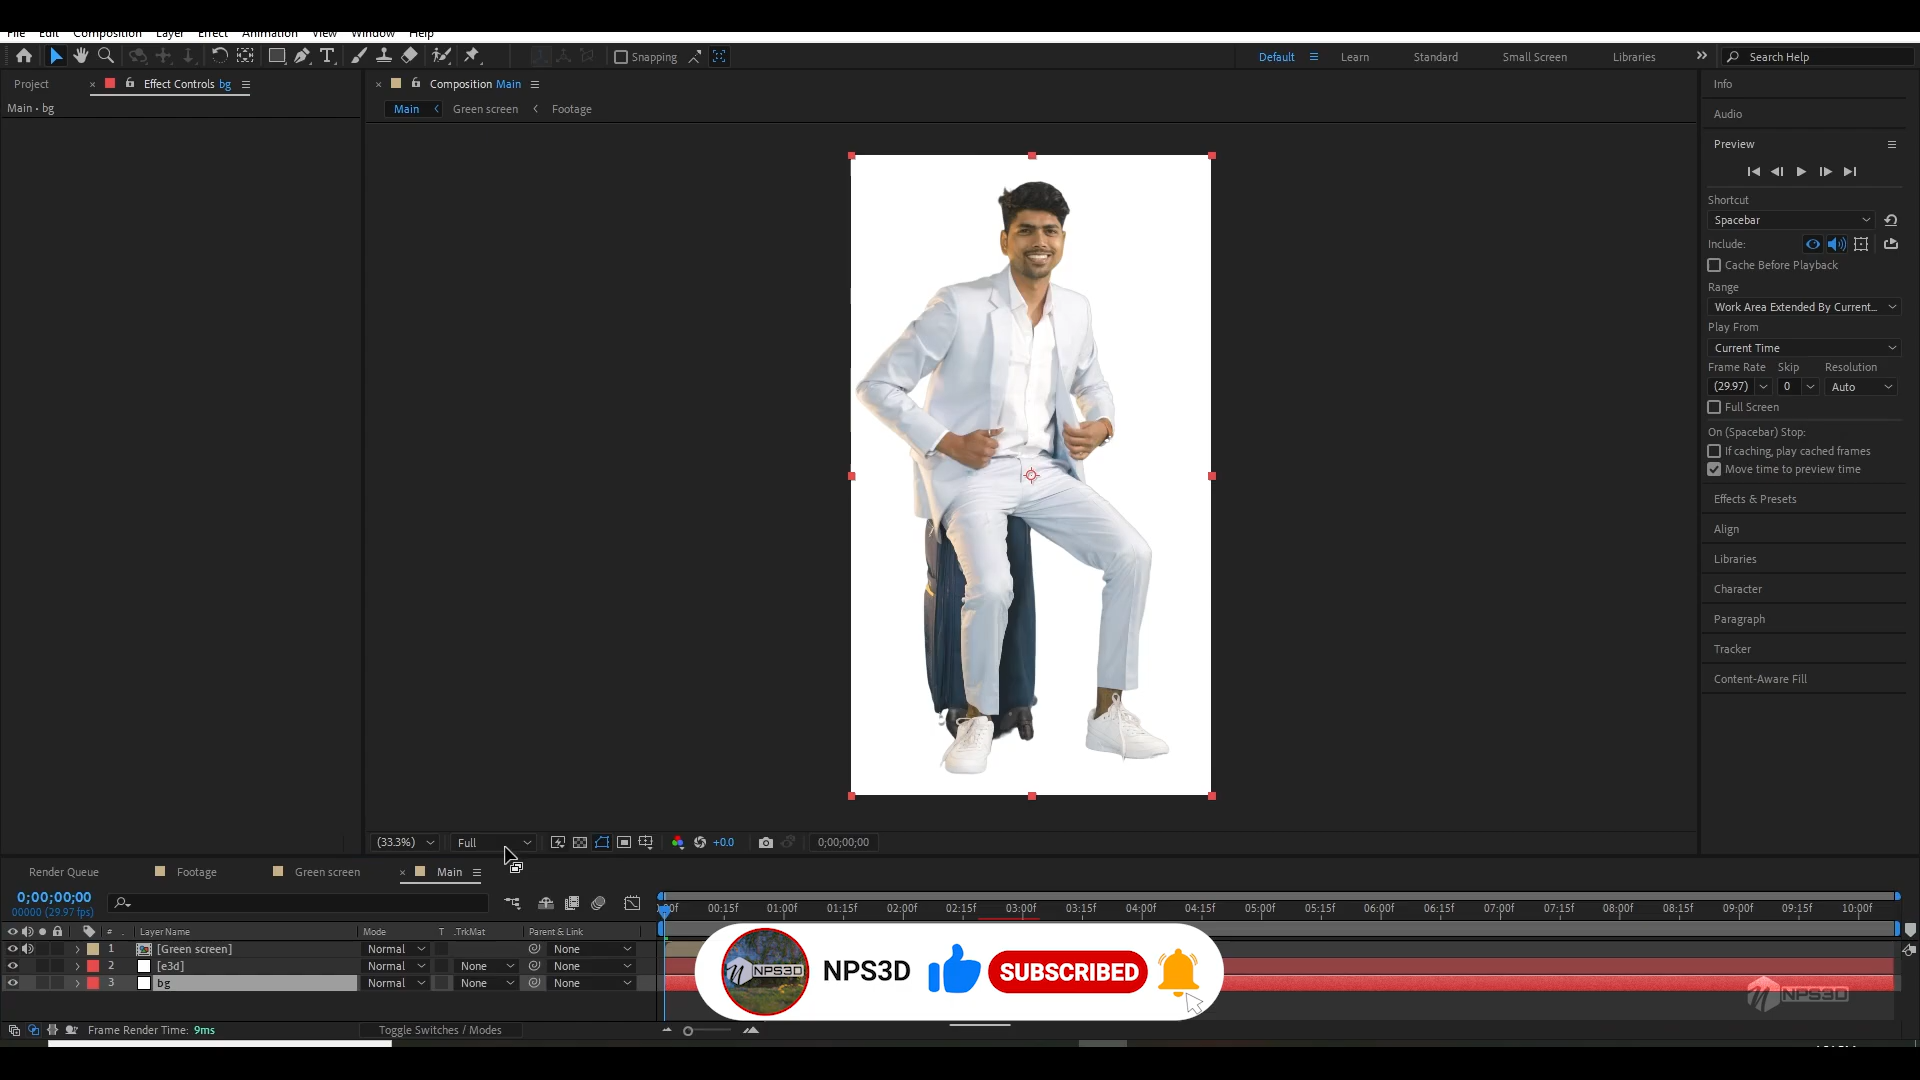 File Edit Composition Layer Effect Animation View Window Help
Snapping
Default Learn Standard Small Screen Libraries Search Help
Project Effect Controls bg
Main • bg
Composition Main
Main Green screen Footage
Info
Audio
Preview
Shortcut
Spacebar
Include:
Cache Before Playback
Range
Work Area Extended By Current...
Play From
Current Time
Frame Rate Skip Resolution
(29.97) 0 Auto
Full Screen
On (Spacebar) Stop:
If caching, play cached frames
Move time to preview time
Effects & Presets
Align
Libraries
Character
Paragraph
Tracker
Content-Aware Fill
(33.3%) Full +0.0 0;00;00;00
Render Queue Footage Green screen Main
0;00;00;00
00000 (29.97 fps)
00f 00:15f 01:00f 01:15f 02:00f 02:15f 03:00f 03:15f 04:00f 04:15f 05:00f 05:15f 06:00f 06:15f 07:00f 07:15f 08:00f 08:15f 09:00f 09:15f 10:00f
# Layer Name Mode T .TrkMat Parent & Link
1 [Green screen] Normal None
2 [e3d] Normal None None
3 bg Normal None None
NPS3D NPS3D SUBSCRIBED
NPS3D
Frame Render Time: 9ms Toggle Switches / Modes